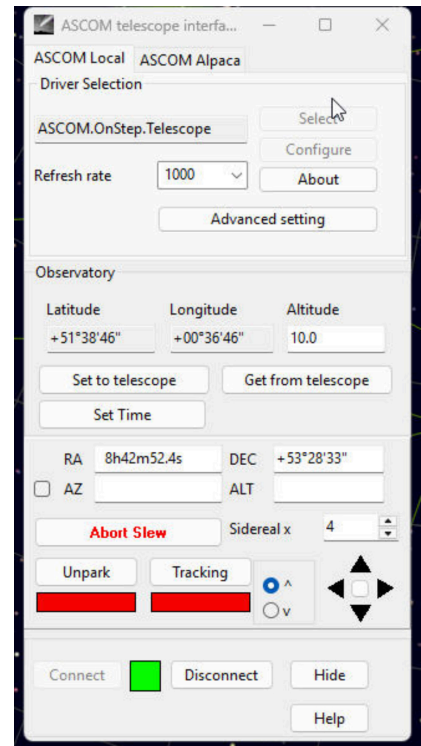 ASCOM telescope interfa...
ASCOM Local ASCOM Alpaca
Driver Selection
ASCOM.OnStep.Telescope
Select
Configure
Refresh rate 1000 About
Advanced setting
Observatory
Latitude Longitude Altitude
+51°38'46" +00°36'46" 10.0
Set to telescope Get from telescope
Set Time
RA 8h42m52.4s DEC +53°28'33"
AZ ALT
Abort Slew Sidereal x 4
Unpark Tracking ^
v
Connect Disconnect Hide
Help